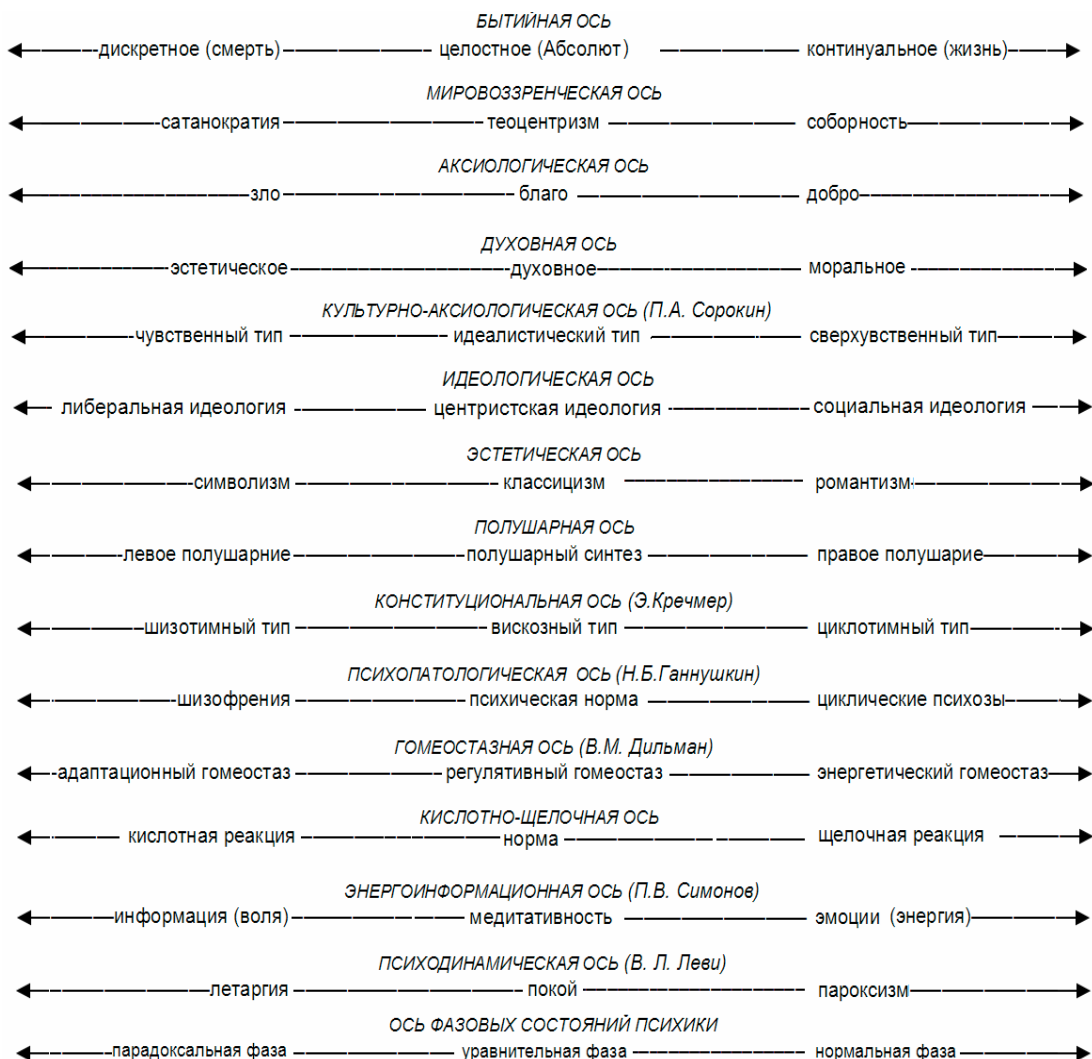 БЫТИЙНАЯ ОСЬ
дискретное (смерть) целостное (Абсолют) континуальное (жизнь)
МИРОВОЗЗРЕНЧЕСКАЯ ОСЬ
сатанократия теоцентризм соборность
АКСИОЛОГИЧЕСКАЯ ОСЬ
зло благо добро
ДУХОВНАЯ ОСЬ
эстетическое духовное моральное
КУЛЬТУРНО-АКСИОЛОГИЧЕСКАЯ ОСЬ (П.А. Сорокин)
чувственный тип идеалистический тип сверхувственный тип
ИДЕОЛОГИЧЕСКАЯ ОСЬ
либеральная идеология центристская идеология социальная идеология
ЭСТЕТИЧЕСКАЯ ОСЬ
символизм классицизм романтизм
ПОЛУШАРНАЯ ОСЬ
левое полушарние полушарный синтез правое полушарие
КОНСТИТУЦИОНАЛЬНАЯ ОСЬ (Э.Кречмер)
шизотимный тип вискозный тип циклотимный тип
ПСИХОПАТОЛОГИЧЕСКАЯ ОСЬ (Н.Б.Ганнушкин)
шизофрения психическая норма циклические психозы
ГОМЕОСТАЗНАЯ ОСЬ (В.М. Дильман)
адаптационный гомеостаз регулятивный гомеостаз энергетический гомеостаз
КИСЛОТНО-ЩЕЛОЧНАЯ ОСЬ
кислотная реакция норма щелочная реакция
ЭНЕРГОИНФОРМАЦИОННАЯ ОСЬ (П.В. Симонов)
информация (воля) медитативность эмоции (энергия)
ПСИХОДИНАМИЧЕСКАЯ ОСЬ (В. Л. Леви)
летаргия покой пароксизм
ОСЬ ФАЗОВЫХ СОСТОЯНИЙ ПСИХИКИ
парадоксальная фаза уравнительная фаза нормальная фаза